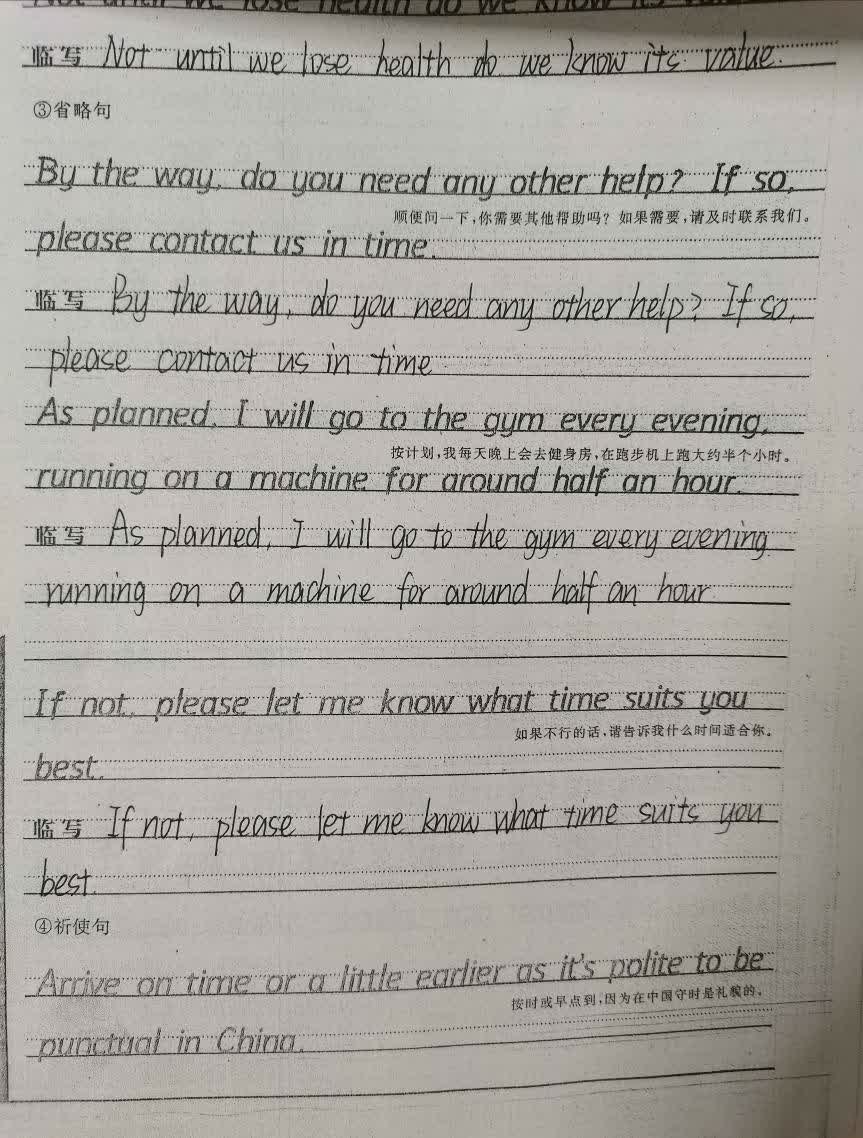 Not until we lose health do we know its
临写 Not until we lose health do we know its value.
③省略句
By the way, do you need any other help? If so,
顺便问一下,你需要其他帮助吗?如果需要,请及时联系我们。
please contact us in time.
临写 By the way, do you need any other help? If so,
please contact us in time
As planned, I will go to the gym every evening,
按计划,我每天晚上会去健身房,在跑步机上跑大约半个小时。
running on a machine for around half an hour.
临写 As planned, I will go to the gym every evening
running on a machine for around half an hour
If not, please let me know what time suits you
如果不行的话,请告诉我什么时间适合你。
best.
临写 If not, please let me know what time suits you
best.
④祈使句
Arrive on time or a little earlier as it's polite to be
按时或早点到,因为在中国守时是礼貌的。
punctual in China.